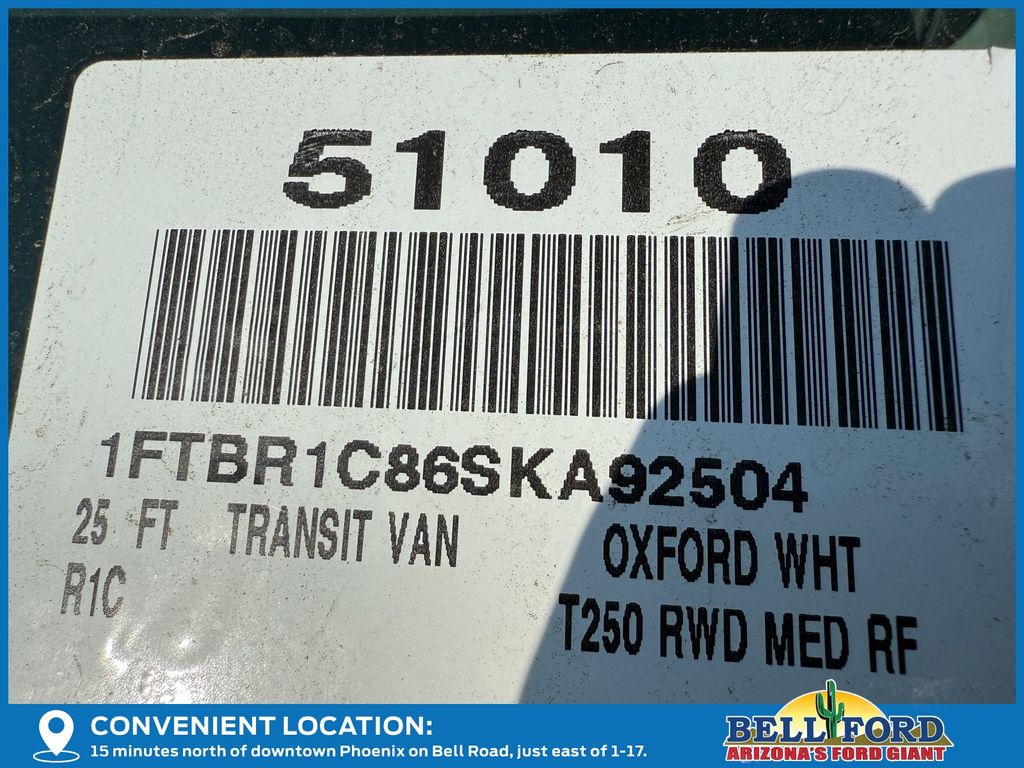 51010
1FTBR1C86SKA92504
25 FT TRANSIT VAN OXFORD WHT
R1C T250 RWD MED RF
CONVENIENT LOCATION:
15 minutes north of downtown Phoenix on Bell Road, just east of 1-17.
BELL FORD
ARIZONA'S FORD GIANT